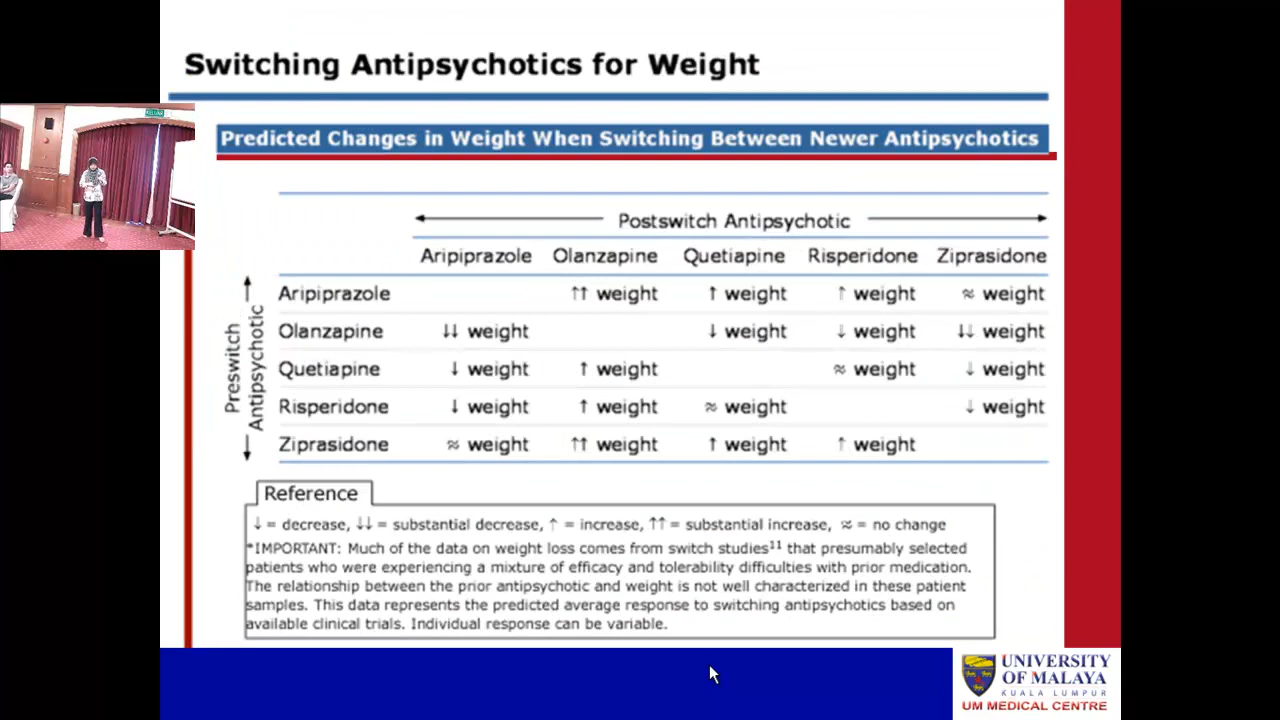 Switching Antipsychotics for Weight
Predicted Changes in Weight When Switching Between Newer Antipsychotics
Postswitch Antipsychotic
Aripiprazole Olanzapine Quetiapine Risperidone Ziprasidone
Preswitch
Antipsychotic
Aripiprazole ↑↑ weight ↑ weight ↑ weight ≈ weight
Olanzapine ↓↓ weight ↓ weight ↓ weight ↓↓ weight
Quetiapine ↓ weight ↑ weight ≈ weight ↓ weight
Risperidone ↓ weight ↑ weight ≈ weight ↓ weight
Ziprasidone ≈ weight ↑↑ weight ↑ weight ↑ weight
Reference
↓ = decrease, ↓↓ = substantial decrease, ↑ = increase, ↑↑ = substantial increase, ≈ = no change
*IMPORTANT: Much of the data on weight loss comes from switch studies¹¹ that presumably selected
patients who were experiencing a mixture of efficacy and tolerability difficulties with prior medication.
The relationship between the prior antipsychotic and weight is not well characterized in these patient
samples. This data represents the predicted average response to switching antipsychotics based on
available clinical trials. Individual response can be variable.
UNIVERSITY
OF MALAYA
KUALA LUMPUR
UM MEDICAL CENTRE